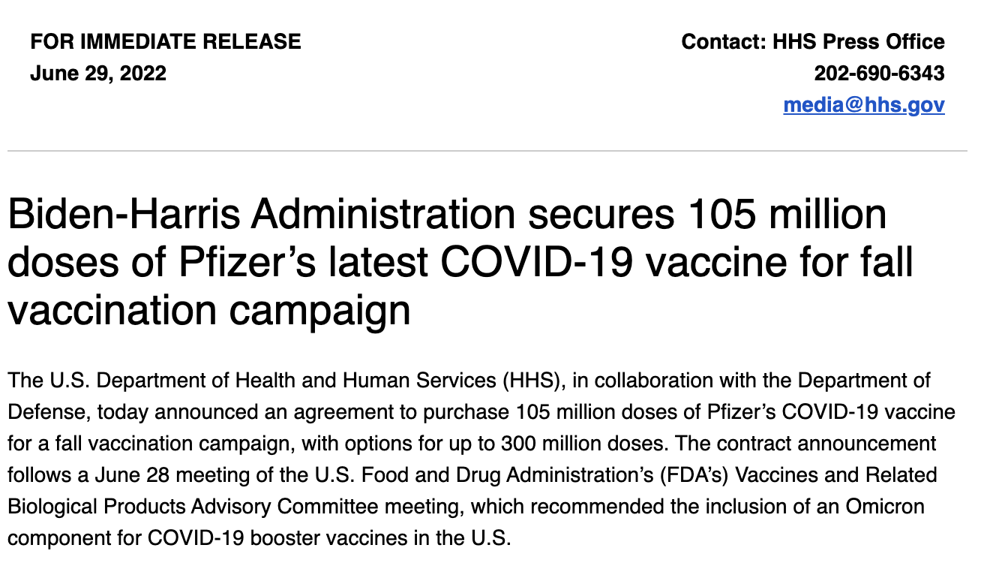 FOR IMMEDIATE RELEASE
June 29, 2022
Contact: HHS Press Office
202-690-6343
media@hhs.gov
Biden-Harris Administration secures 105 million
doses of Pfizer’s latest COVID-19 vaccine for fall
vaccination campaign
The U.S. Department of Health and Human Services (HHS), in collaboration with the Department of
Defense, today announced an agreement to purchase 105 million doses of Pfizer’s COVID-19 vaccine
for a fall vaccination campaign, with options for up to 300 million doses. The contract announcement
follows a June 28 meeting of the U.S. Food and Drug Administration’s (FDA’s) Vaccines and Related
Biological Products Advisory Committee meeting, which recommended the inclusion of an Omicron
component for COVID-19 booster vaccines in the U.S.